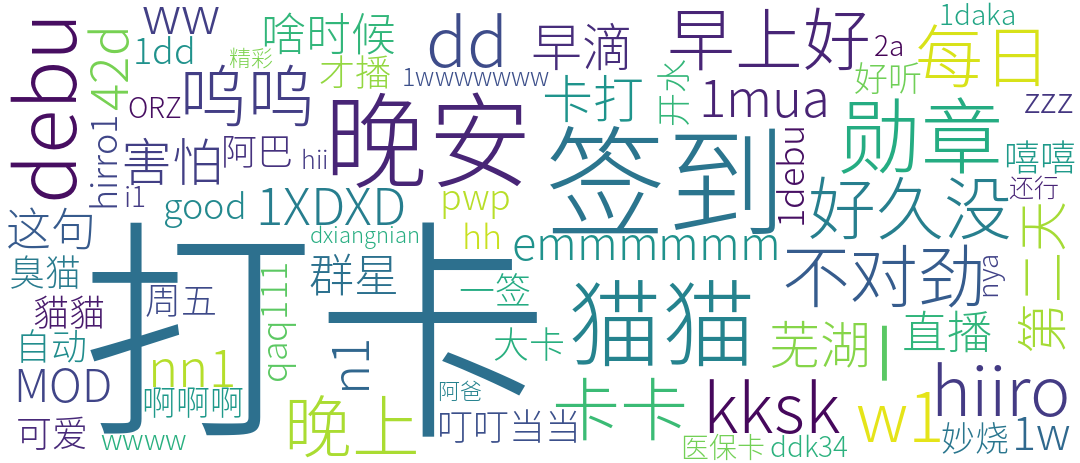 debu
ww
1dd
42d
ORZ
hirro1
i1
精彩
啥时候
才播
1wwwwwww
呜呜
害怕
阿巴
hii
晚安
dd
早滴
卡打
开水
早上好
2a
1mua
1debu
1daka
每日
好听
zzz
勋章
嘻嘻
还行
签到
好久没
good
1XDXD
pwp
hh
dxiangnian
emmmmmm
不对劲
nya
第二天
这句
臭猫
貓貓
周五
自动
MOD
nn1
啊啊啊
可爱
wwww
打卡
qaq111
群星
n1
一签
大卡
猫猫
芜湖
l
直播
hiiro
晚上
阿爸
叮叮当当
卡卡
kksk
医保卡
ddk34
w1
妙烧
1w